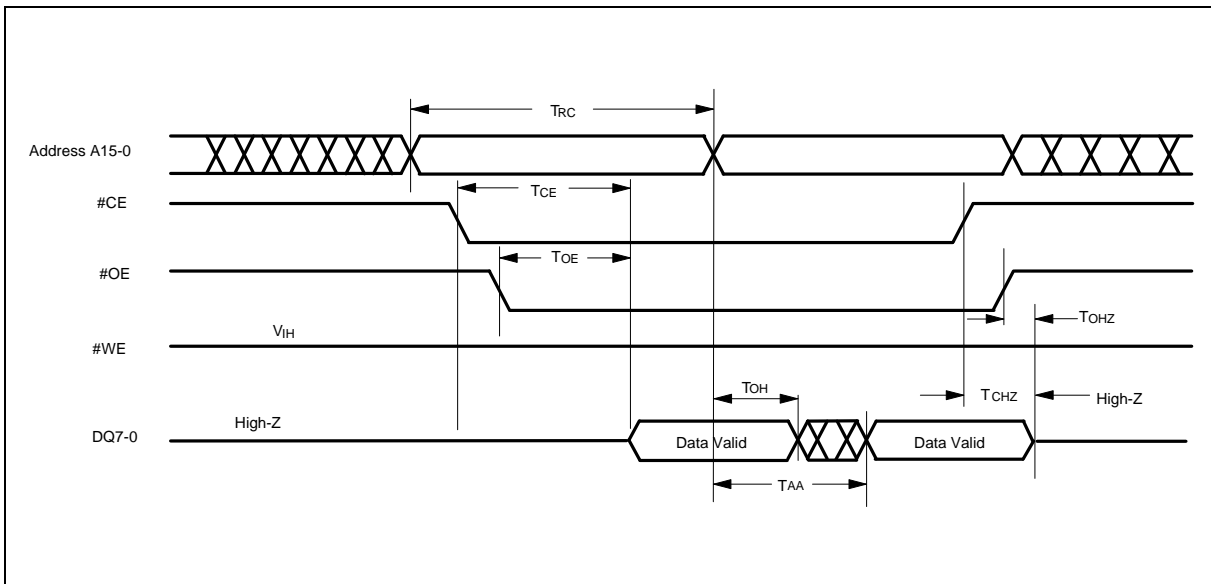 TRC
Address A15-0
TCE
#CE
TOE
#OE
TOHZ
VIH
#WE
TOH
TCHZ
High-Z
High-Z
DQ7-0
Data Valid
Data Valid
TAA